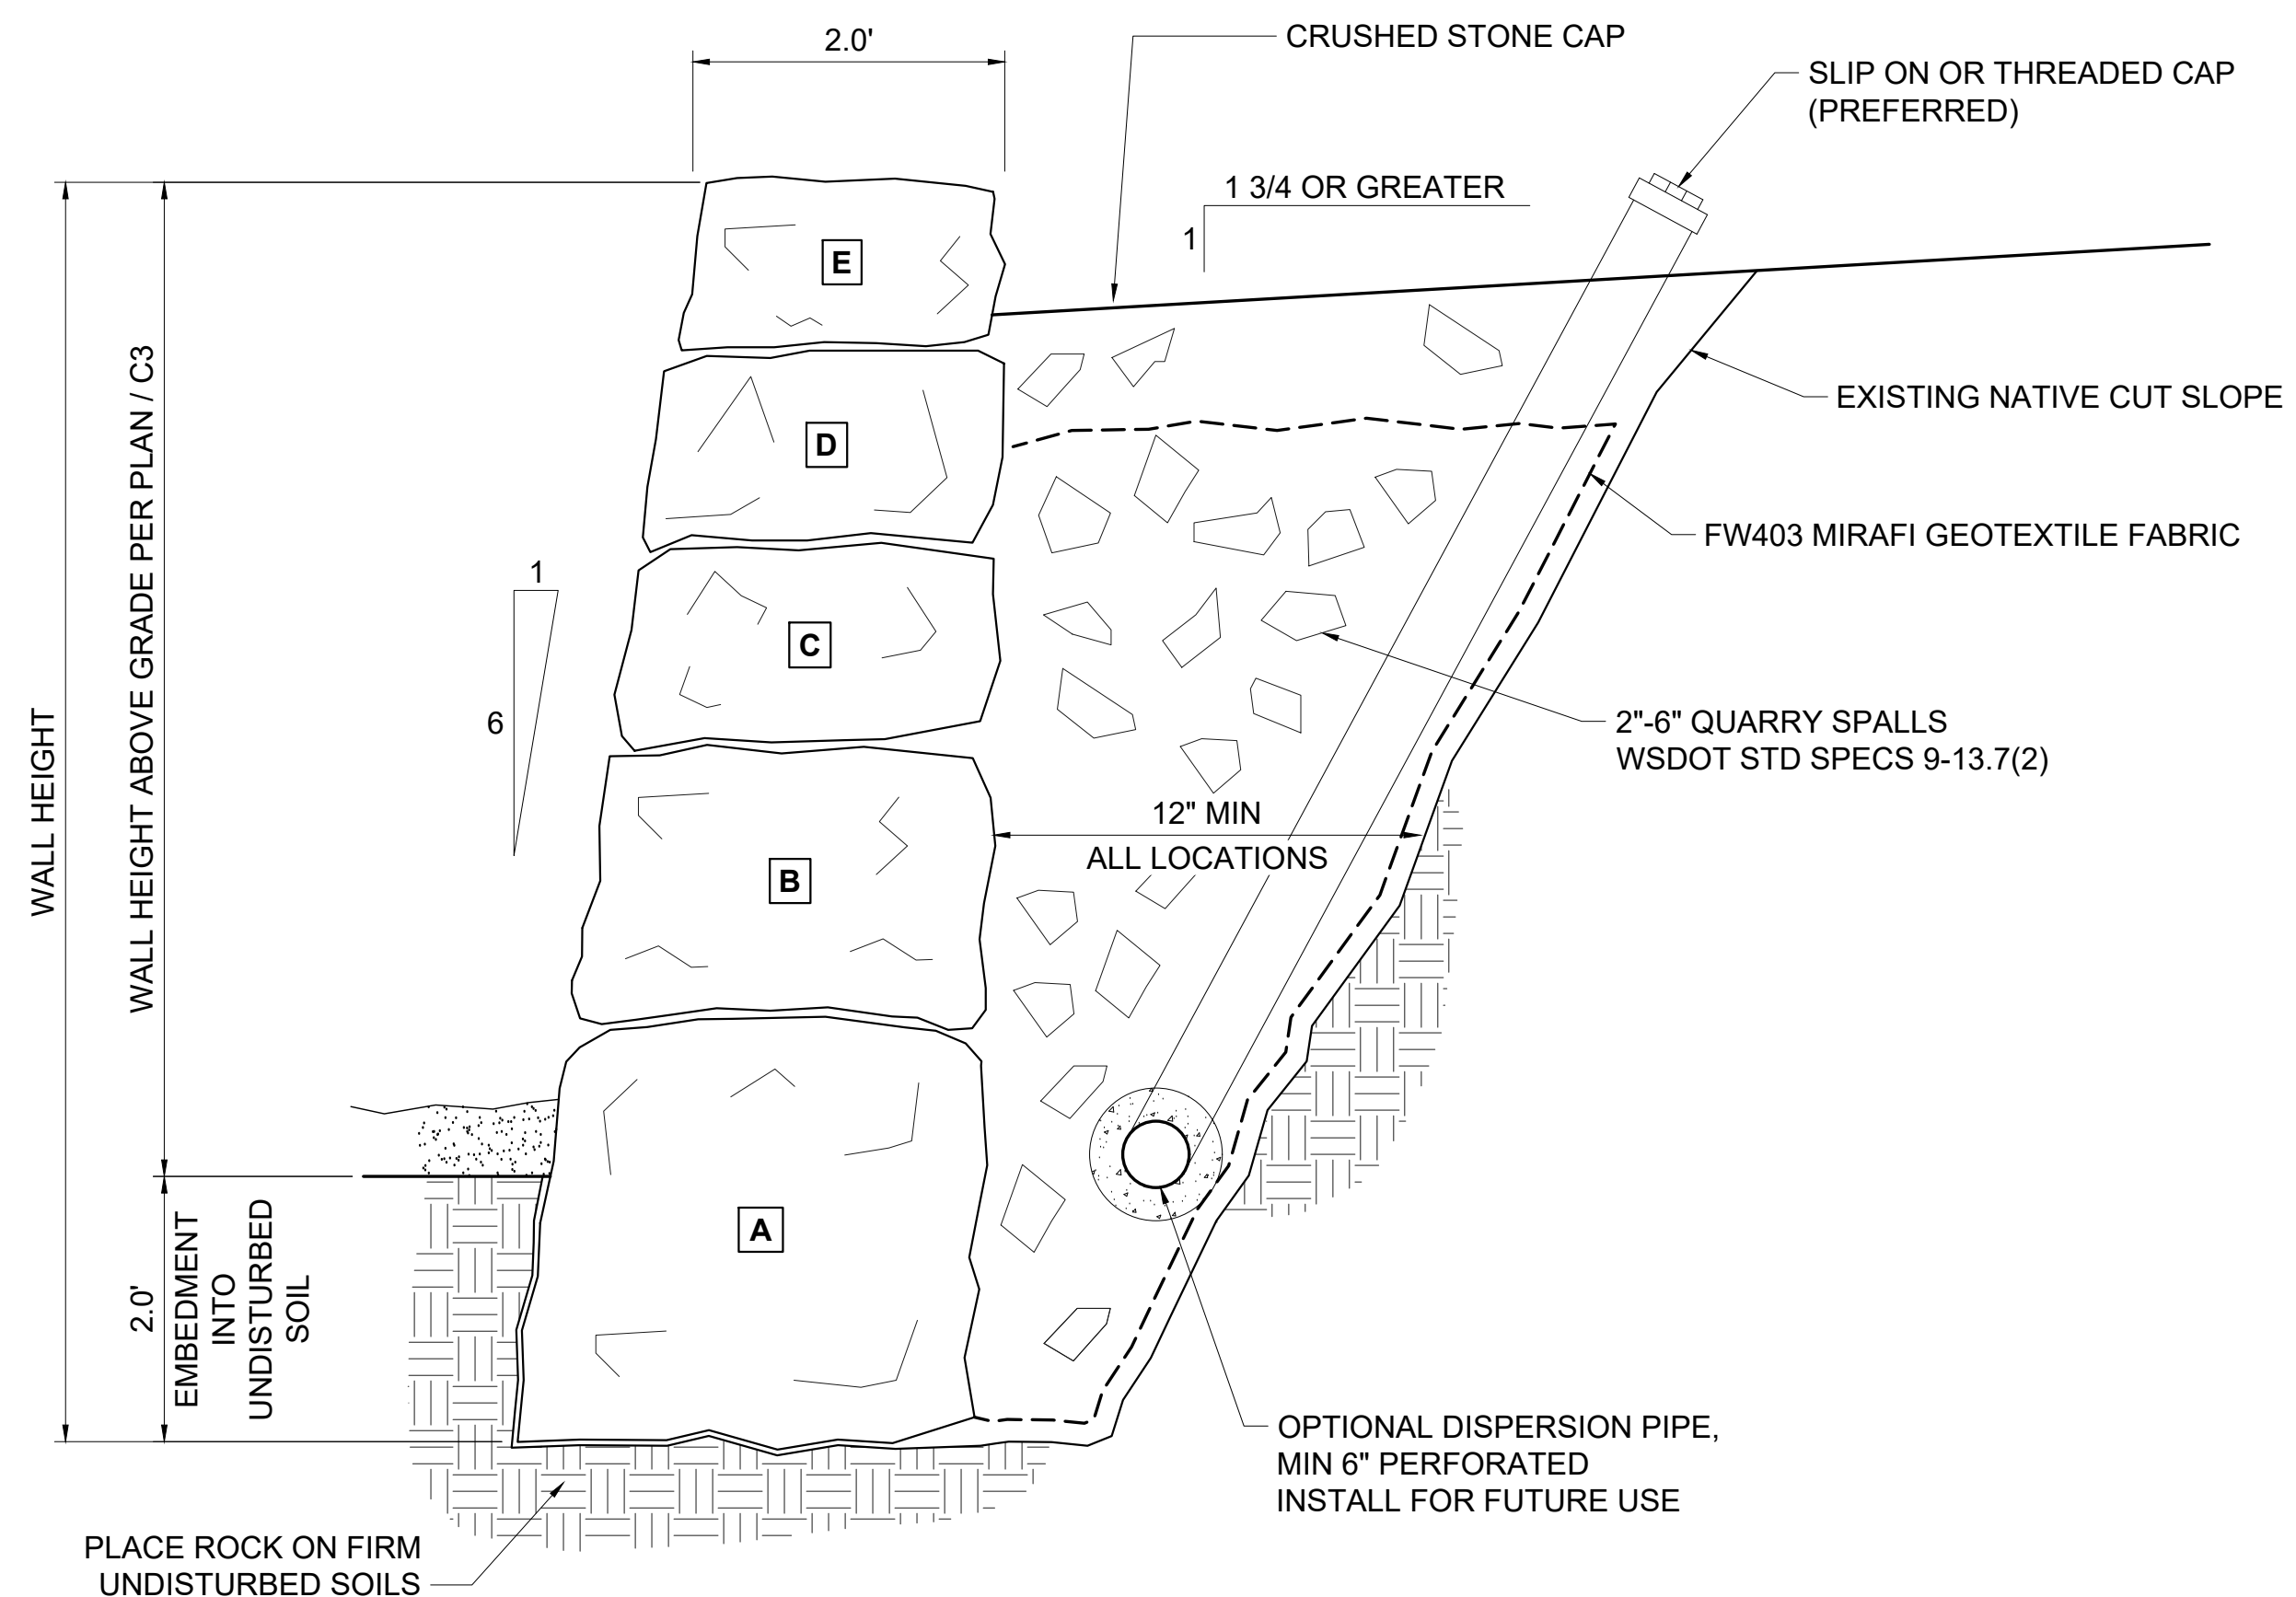 2.0'
CRUSHED STONE CAP
SLIP ON OR THREADED CAP
(PREFERRED)
1 3/4 OR GREATER
1
E
EXISTING NATIVE CUT SLOPE
D
FW403 MIRAFI GEOTEXTILE FABRIC
1
6
C
2"-6" QUARRY SPALLS
WSDOT STD SPECS 9-13.7(2)
12" MIN
ALL LOCATIONS
B
WALL HEIGHT
WALL HEIGHT ABOVE GRADE PER PLAN / C3
A
2.0'
EMBEDMENT
INTO
UNDISTURBED
SOIL
OPTIONAL DISPERSION PIPE,
MIN 6" PERFORATED
INSTALL FOR FUTURE USE
PLACE ROCK ON FIRM
UNDISTURBED SOILS